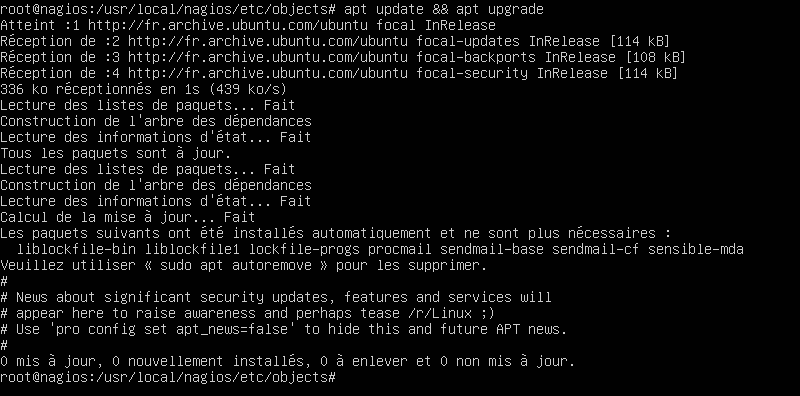 root@nagios:/usr/local/nagios/etc/objects# apt update && apt upgrade
Atteint :1 http://fr.archive.ubuntu.com/ubuntu focal InRelease
Réception de :2 http://fr.archive.ubuntu.com/ubuntu focal-updates InRelease [114 kB]
Réception de :3 http://fr.archive.ubuntu.com/ubuntu focal-backports InRelease [108 kB]
Réception de :4 http://fr.archive.ubuntu.com/ubuntu focal-security InRelease [114 kB]
336 ko réceptionnés en 1s (439 ko/s)
Lecture des listes de paquets... Fait
Construction de l'arbre des dépendances
Lecture des informations d'état... Fait
Tous les paquets sont à jour.
Lecture des listes de paquets... Fait
Construction de l'arbre des dépendances
Lecture des informations d'état... Fait
Calcul de la mise à jour... Fait
Les paquets suivants ont été installés automatiquement et ne sont plus nécessaires :
  liblockfile-bin liblockfile1 lockfile-progs procmail sendmail-base sendmail-cf sensible-mda
Veuillez utiliser « sudo apt autoremove » pour les supprimer.
#
# News about significant security updates, features and services will
# appear here to raise awareness and perhaps tease /r/Linux ;)
# Use 'pro config set apt_news=false' to hide this and future APT news.
#
0 mis à jour, 0 nouvellement installés, 0 à enlever et 0 non mis à jour.
root@nagios:/usr/local/nagios/etc/objects#